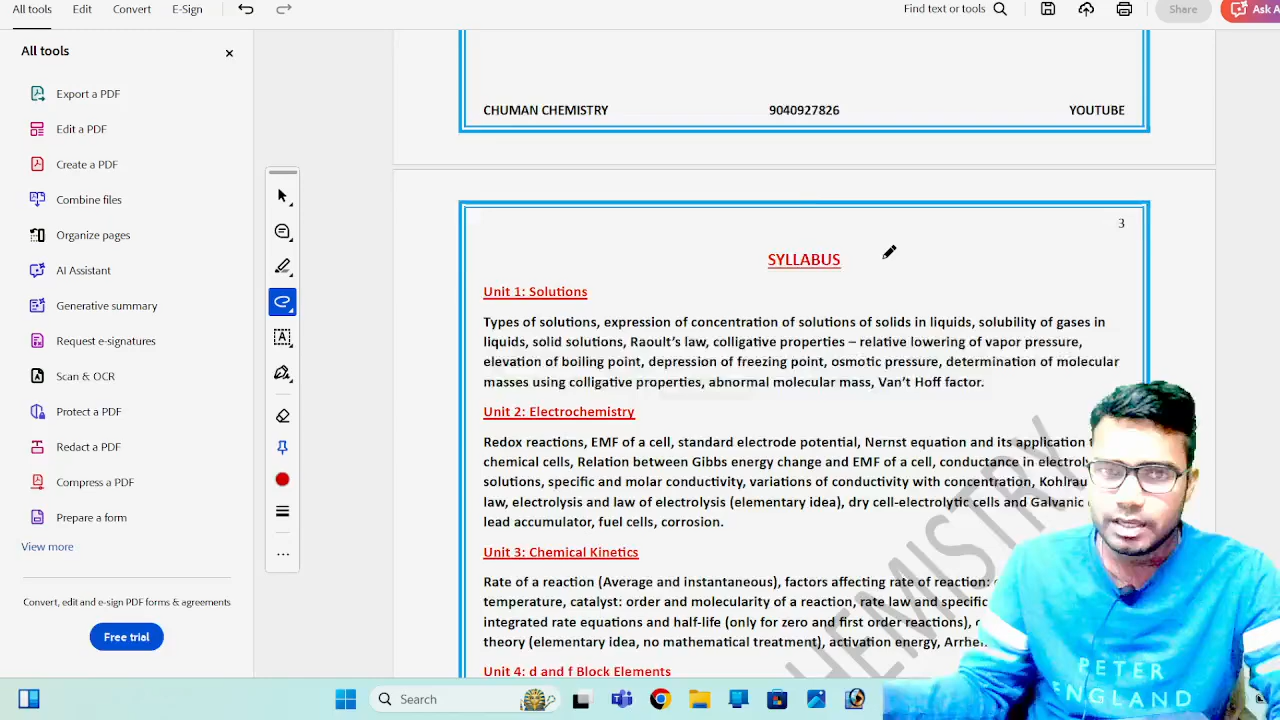 All tools Edit Convert E-Sign Find text or tools Share Ask A
All tools
Export a PDF
Edit a PDF
Create a PDF
Combine files
Organize pages
AI Assistant
Generative summary
Request e-signatures
Scan & OCR
Protect a PDF
Redact a PDF
Compress a PDF
Prepare a form
View more
Convert, edit and e-sign PDF forms & agreements
Free trial
CHUMAN CHEMISTRY 9040927826 YOUTUBE
3
SYLLABUS
Unit 1: Solutions
Types of solutions, expression of concentration of solutions of solids in liquids, solubility of gases in
liquids, solid solutions, Raoult's law, colligative properties – relative lowering of vapor pressure,
elevation of boiling point, depression of freezing point, osmotic pressure, determination of molecular
masses using colligative properties, abnormal molecular mass, Van't Hoff factor.
Unit 2: Electrochemistry
Redox reactions, EMF of a cell, standard electrode potential, Nernst equation and its application
chemical cells, Relation between Gibbs energy change and EMF of a cell, conductance in electrol
solutions, specific and molar conductivity, variations of conductivity with concentration, Kohlrau
law, electrolysis and law of electrolysis (elementary idea), dry cell-electrolytic cells and Galvanic
lead accumulator, fuel cells, corrosion.
Unit 3: Chemical Kinetics
Rate of a reaction (Average and instantaneous), factors affecting rate of reaction:
temperature, catalyst: order and molecularity of a reaction, rate law and specific
integrated rate equations and half-life (only for zero and first order reactions),
theory (elementary idea, no mathematical treatment), activation energy, Arrhe
Unit 4: d and f Block Elements
HEMISTRY
Search
PETER
ENGLAND